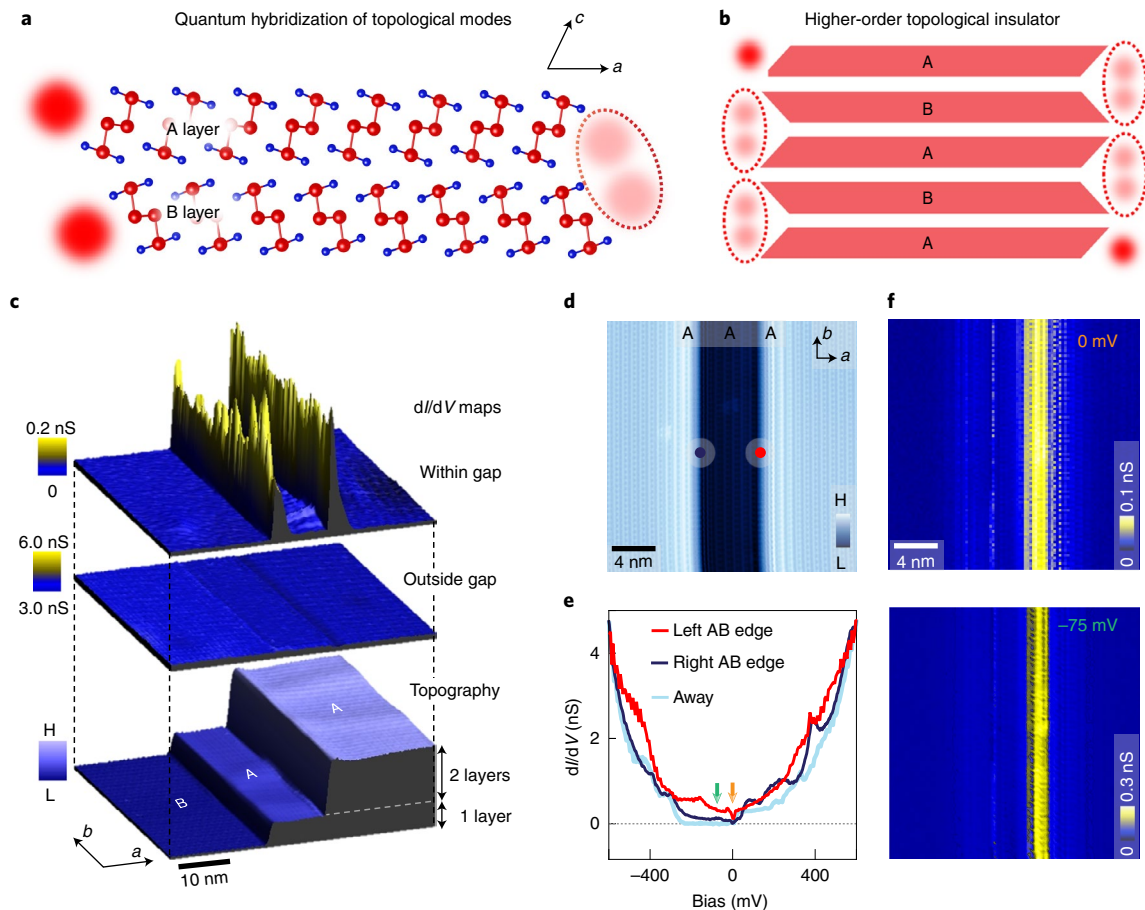 a
Quantum hybridization of topological modes
c
a
A layer
B layer
b
Higher-order topological insulator
A
B
A
B
A
c
dI/dV maps
0.2 nS
0
Within gap
6.0 nS
3.0 nS
Outside gap
Topography
H
L
A
A
B
2 layers
1 layer
b
a
10 nm
d
A A A
b
a
H
L
4 nm
e
dI/dV (nS)
4
2
0
Left AB edge
Right AB edge
Away
−400 0 400
Bias (mV)
f
0 mV
4 nm
0 0.1 nS
−75 mV
0 0.3 nS